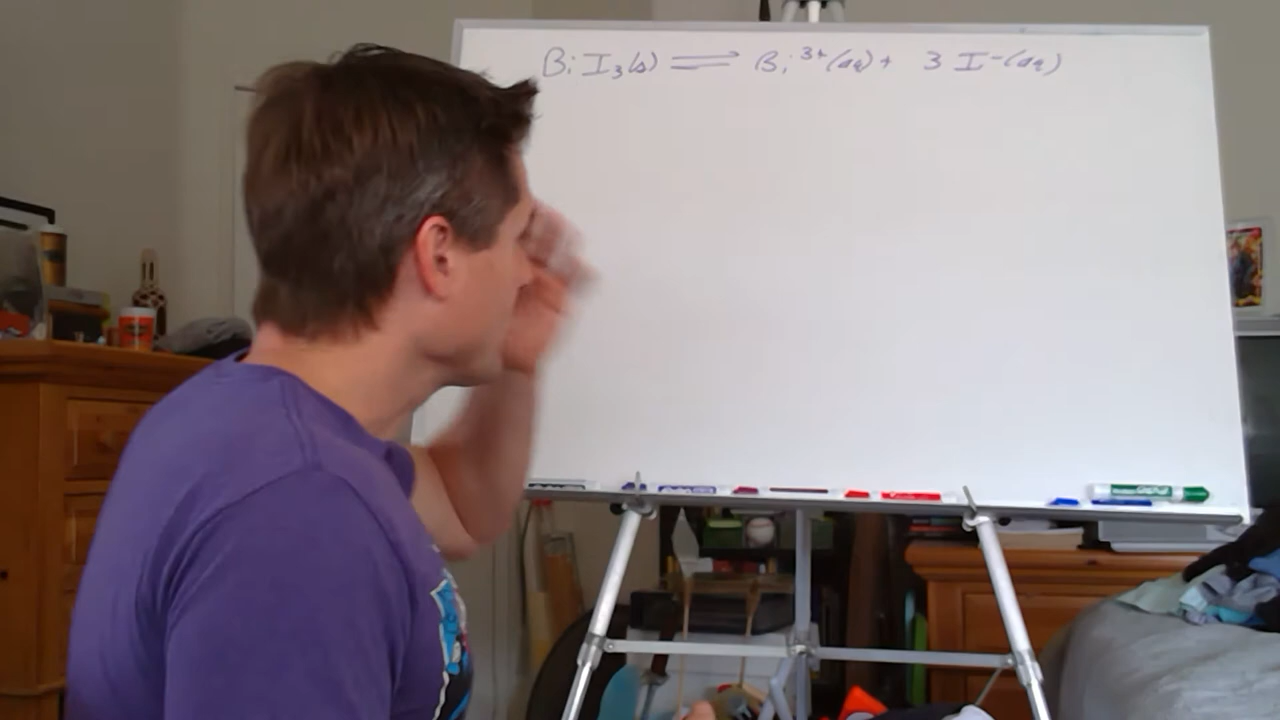 BiI₃(s) ⇌ Bi³⁺(aq) + 3 I⁻(aq)